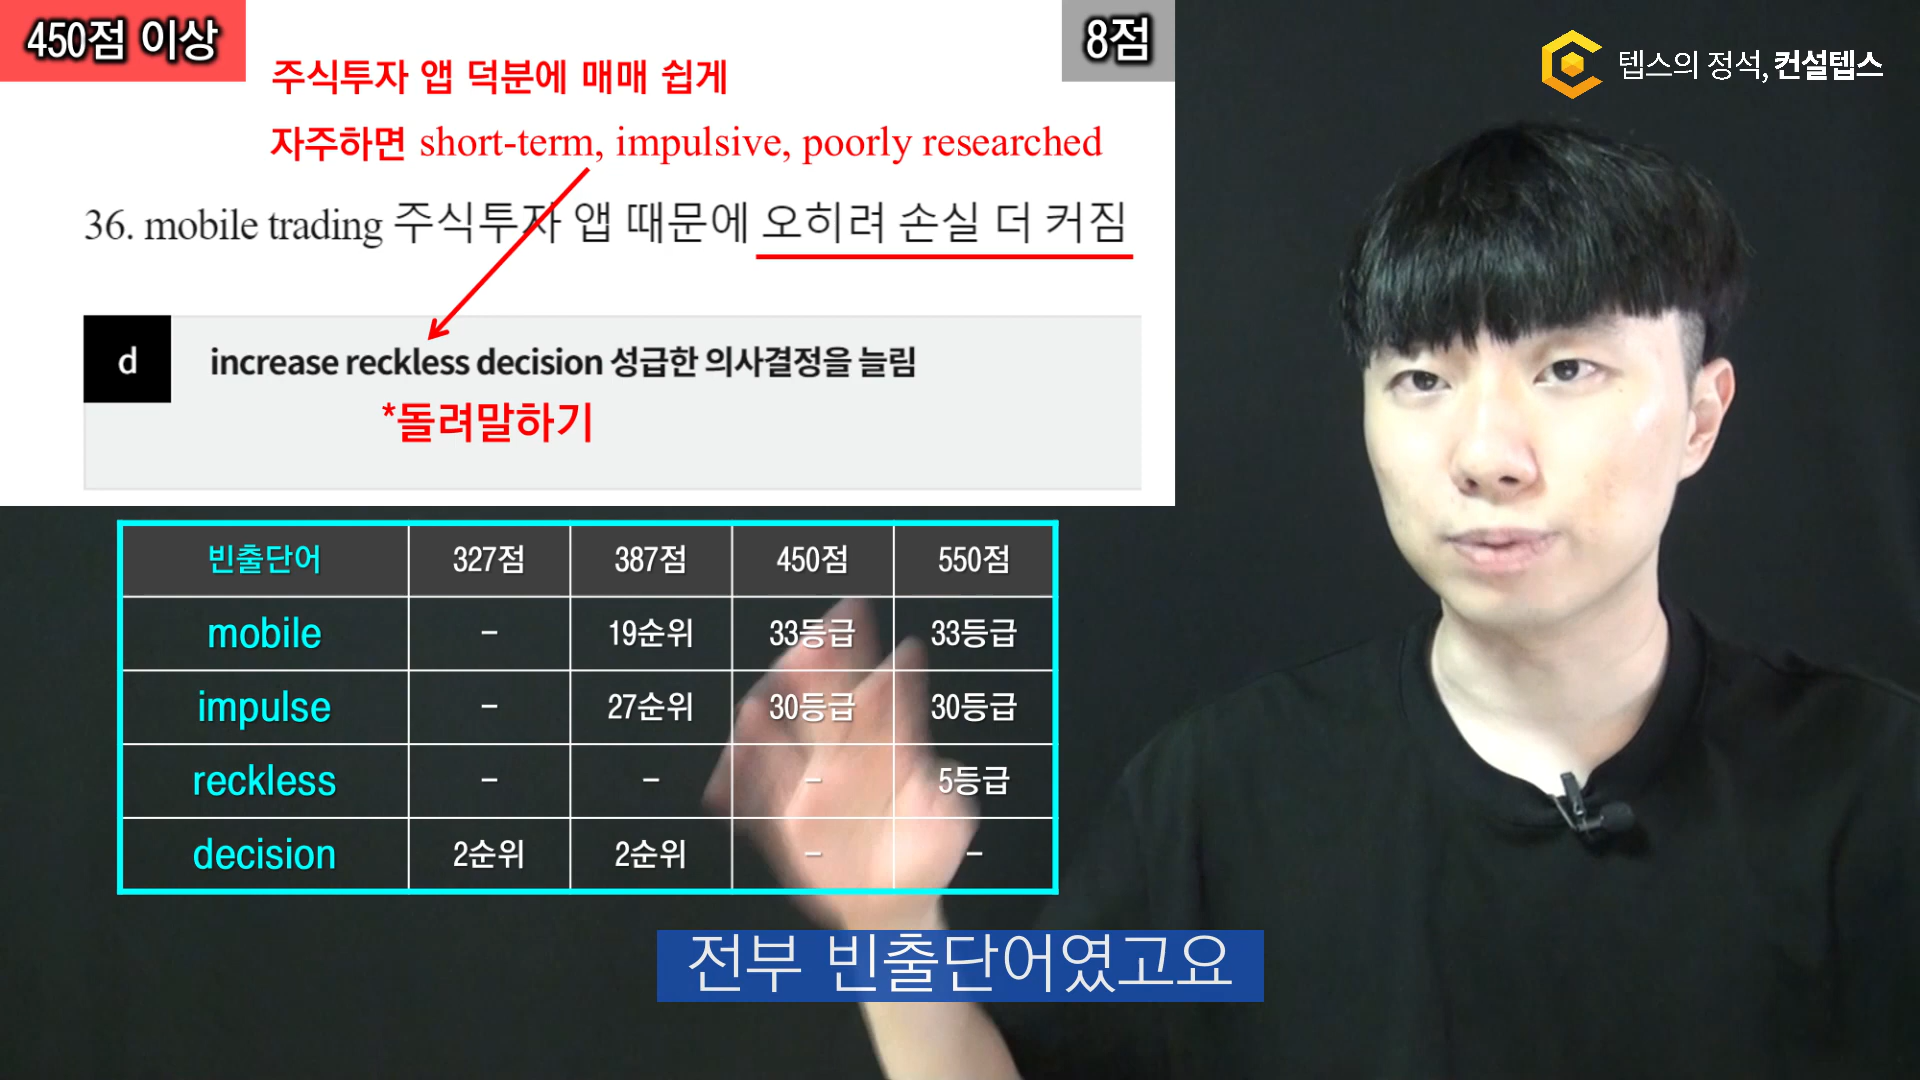 450점 이상
8점
텝스의 정석, 컨설텝스
주식투자 앱 덕분에 매매 쉽게
자주하면 short-term, impulsive, poorly researched
36. mobile trading 주식투자 앱 때문에 오히려 손실 더 커짐
d increase reckless decision 성급한 의사결정을 늘림
*돌려말하기
빈출단어 327점 387점 450점 550점
mobile – 19순위 33등급 33등급
impulse – 27순위 30등급 30등급
reckless – – – 5등급
decision 2순위 2순위 – –
전부 빈출단어였고요